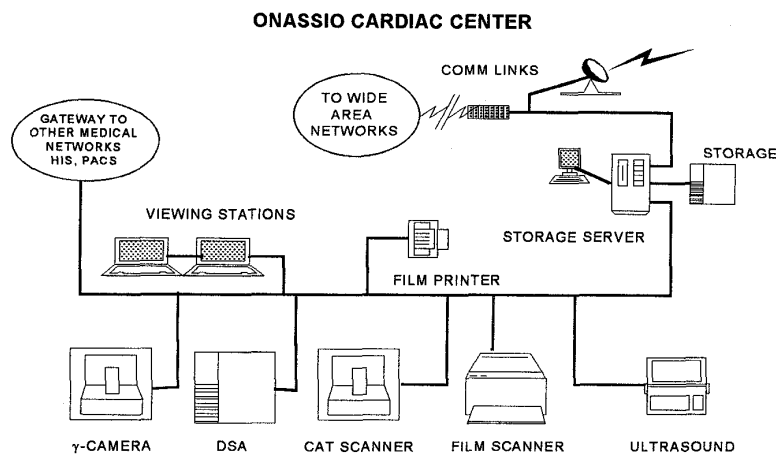 ONASSIO CARDIAC CENTER
COMM LINKS
TO WIDE
AREA
NETWORKS
GATEWAY TO
OTHER MEDICAL
NETWORKS
HIS, PACS
STORAGE
VIEWING STATIONS
STORAGE SERVER
FILM PRINTER
γ-CAMERA
DSA
CAT SCANNER
FILM SCANNER
ULTRASOUND